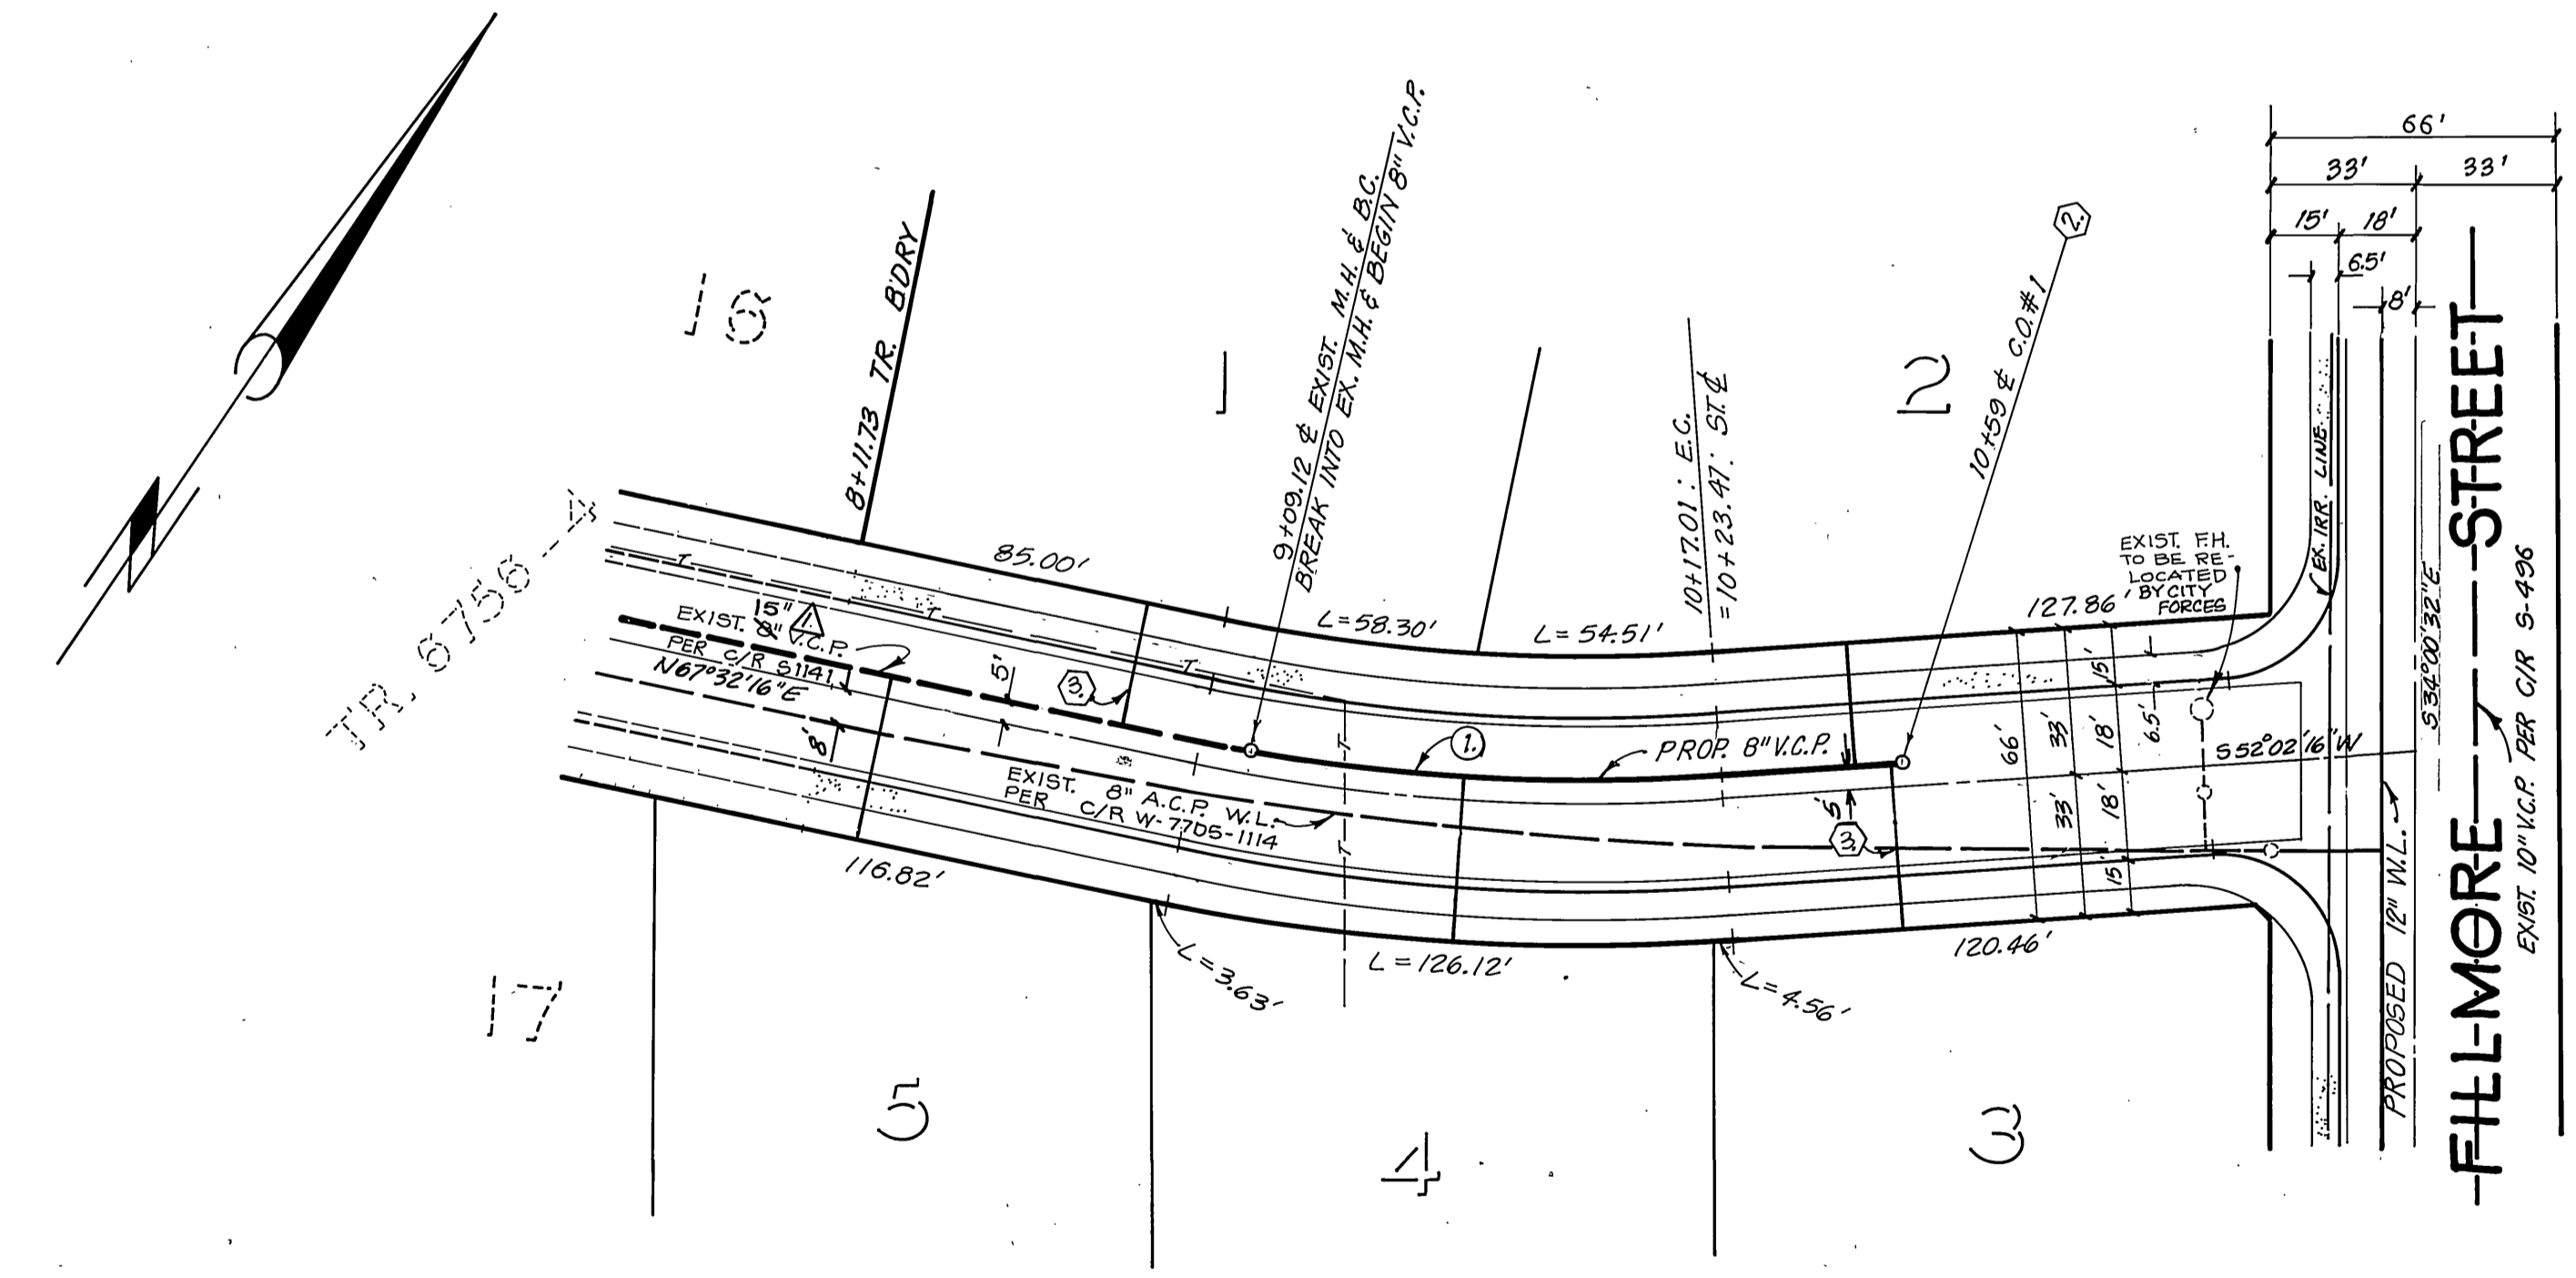 66'
33'
33'
15'
18'
6.5'
8'
16
8+11.73 TR. BDRY
1
9+09.12 ℄ EXIST. M.H. & B.C.
BREAK INTO EX. M.H. & BEGIN 8" V.C.P.
10+17.01 : E.C.
=10+23.47: ST. ℄
2
10+59 ℄ C.O.#1
2.
EX. IRR. LINE
EXIST. F.H.
TO BE RE-
LOCATED
BY CITY
FORCES
TR. 6756
85.00'
L=58.30'
L=54.51'
127.86'
15"
EXIST. 8" V.C.P.
1.
PER C/R S1141
N67°32'16"E
5'
3.
8'
1.
PROP. 8" V.C.P.
EXIST. 8" A.C.P. W.L.
PER C/R W-77D5-1114
5'
3.
66'
33'
33'
15'
18'
18'
15'
6.5'
S52°02'16"W
S34°00'32"E
PROPOSED 12" W.L.
FILLMORE STREET
EXIST. 10" V.C.P. PER C/R S-496
116.82'
L=3.63'
L=126.12'
L=4.56'
120.46'
17
5
4
3